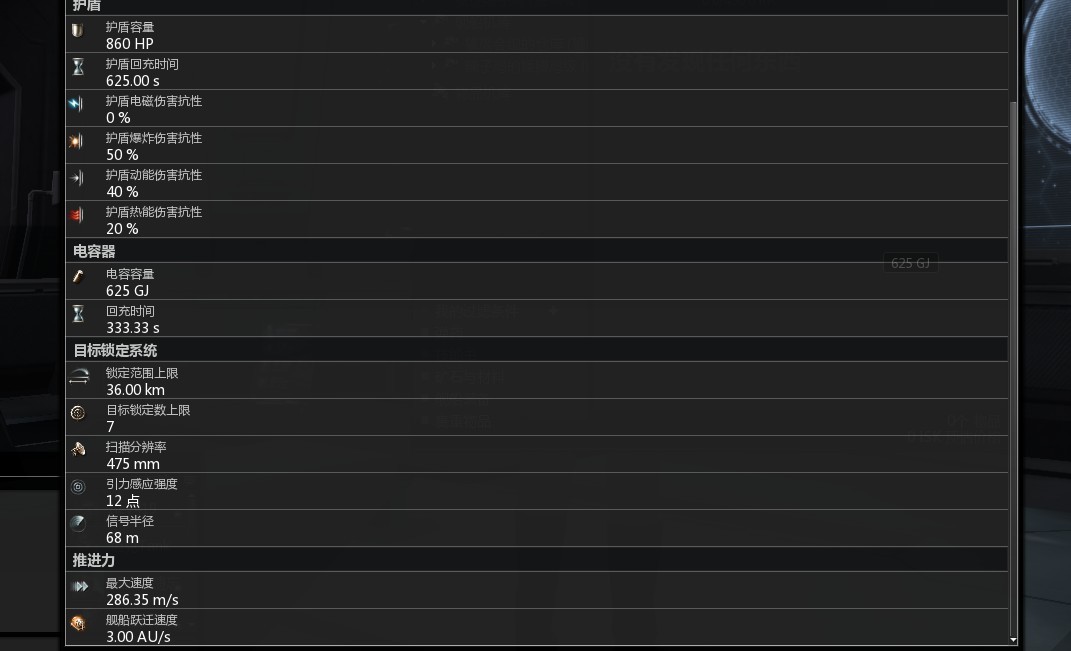 护盾
护盾容量
860 HP
护盾回充时间
625.00 s
护盾电磁伤害抗性
0 %
护盾爆炸伤害抗性
50 %
护盾动能伤害抗性
40 %
护盾热能伤害抗性
20 %
电容器
电容容量
625 GJ
625 GJ
回充时间
333.33 s
目标锁定系统
锁定范围上限
36.00 km
目标锁定数上限
7
扫描分辨率
475 mm
引力感应强度
12 点
信号半径
68 m
推进力
最大速度
286.35 m/s
舰船跃迁速度
3.00 AU/s